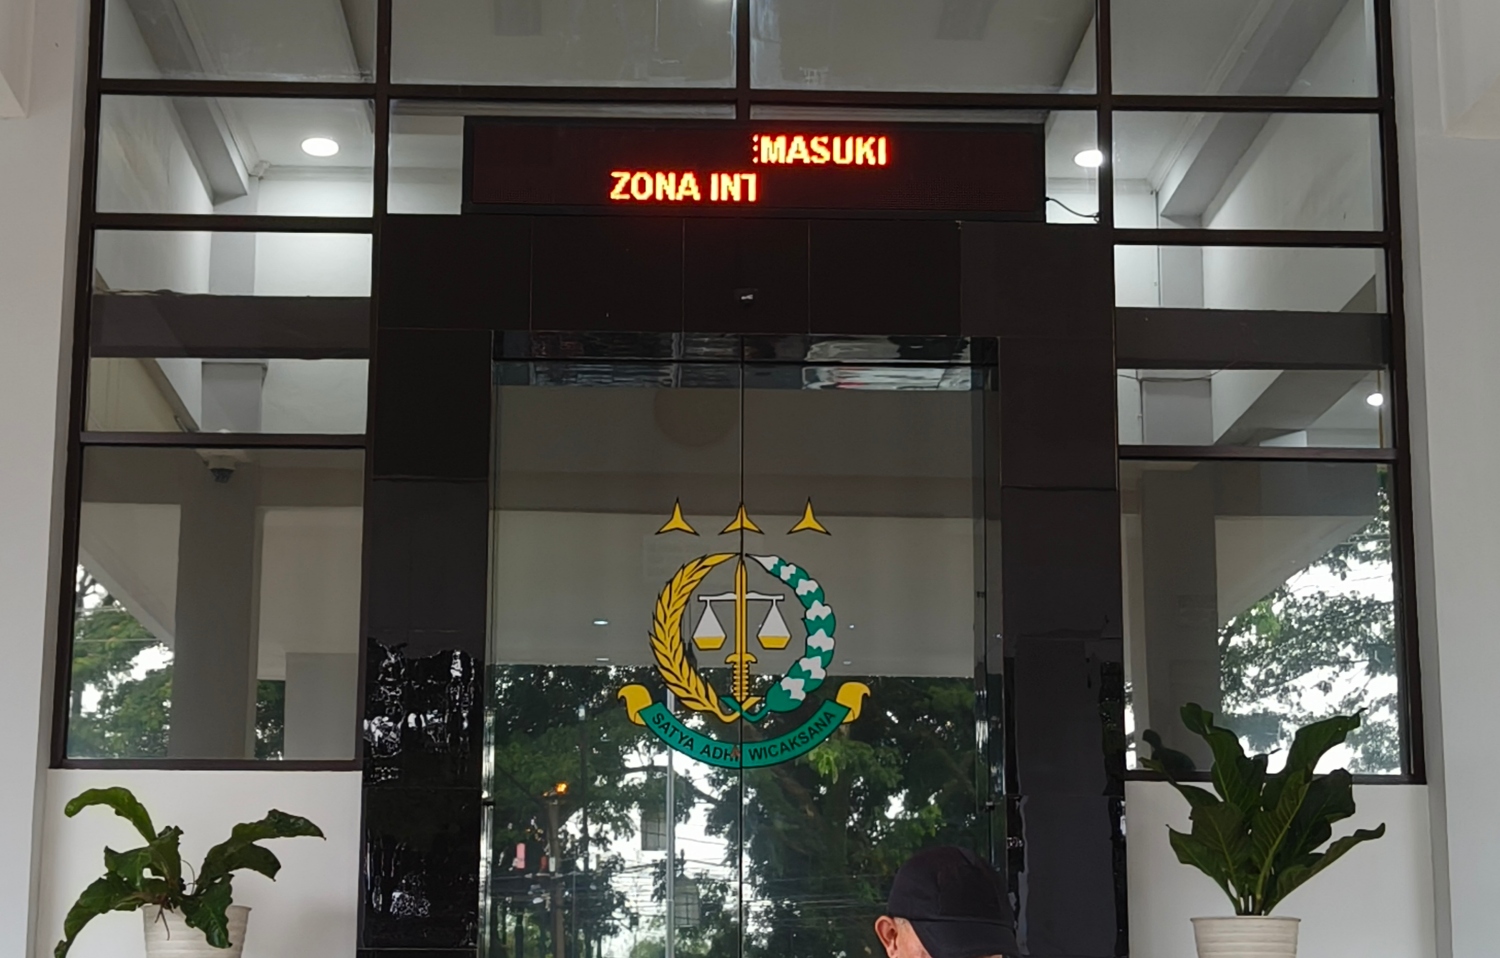 MASUKI
ZONA INT
SATYA ADHI WICAKSANA